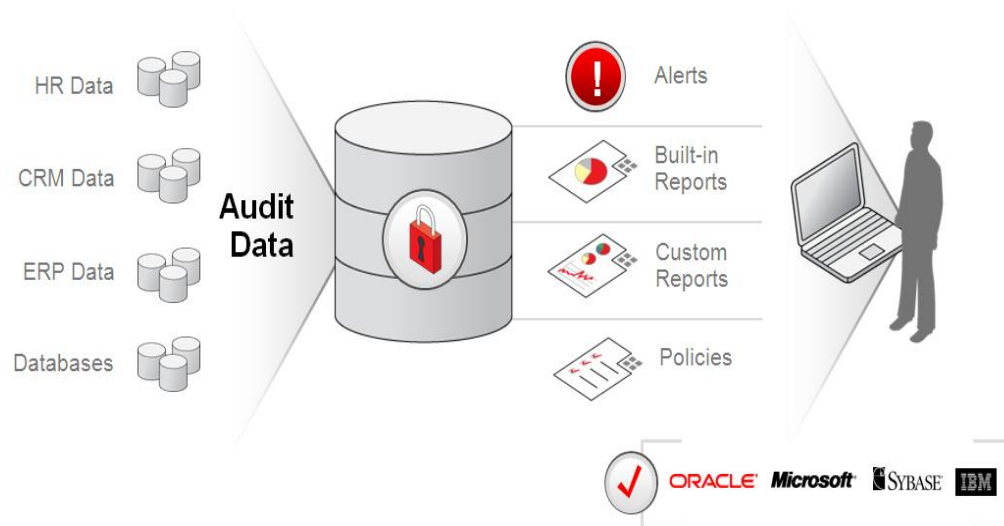 HR Data
CRM Data
ERP Data
Databases
Audit
Data
!
Alerts
Built-in
Reports
Custom
Reports
Policies
ORACLE
Microsoft
SYBASE
IBM